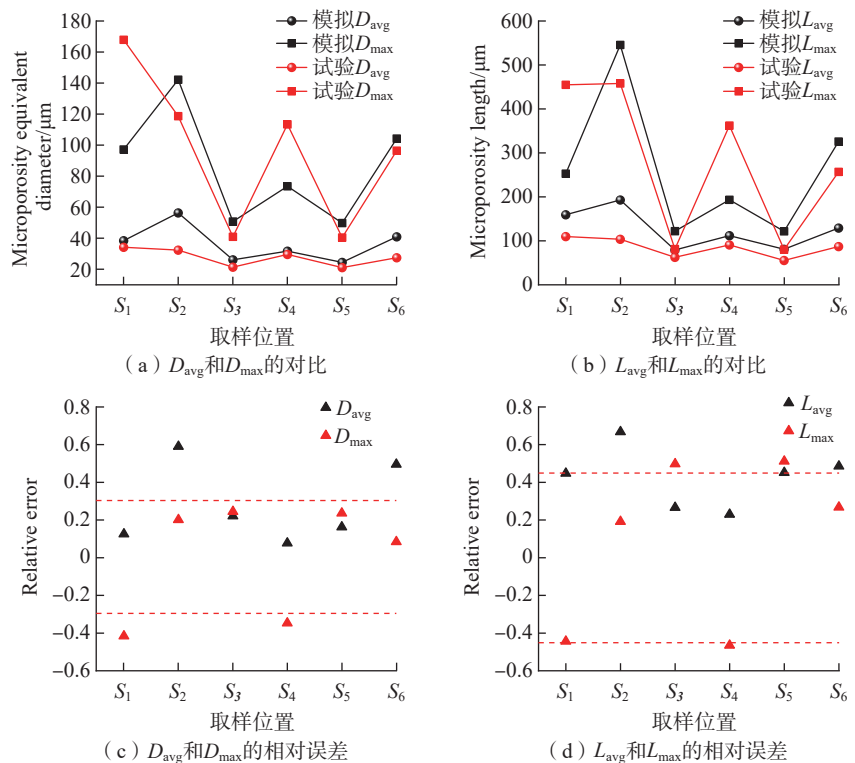 模拟Davg
模拟Dmax
试验Davg
试验Dmax
180
160
140
120
100
80
60
40
20
Microporosity equivalent
diameter/μm
S1 S2 S3 S4 S5 S6
取样位置
（a）Davg和Dmax的对比
模拟Lavg
模拟Lmax
试验Lavg
试验Lmax
600
500
400
300
200
100
0
Microporosity length/μm
S1 S2 S3 S4 S5 S6
取样位置
（b）Lavg和Lmax的对比
Davg
Dmax
0.8
0.6
0.4
0.2
0
−0.2
−0.4
−0.6
Relative error
S1 S2 S3 S4 S5 S6
取样位置
（c）Davg和Dmax的相对误差
Lavg
Lmax
0.8
0.6
0.4
0.2
0
−0.2
−0.4
−0.6
Relative error
S1 S2 S3 S4 S5 S6
取样位置
（d）Lavg和Lmax的相对误差